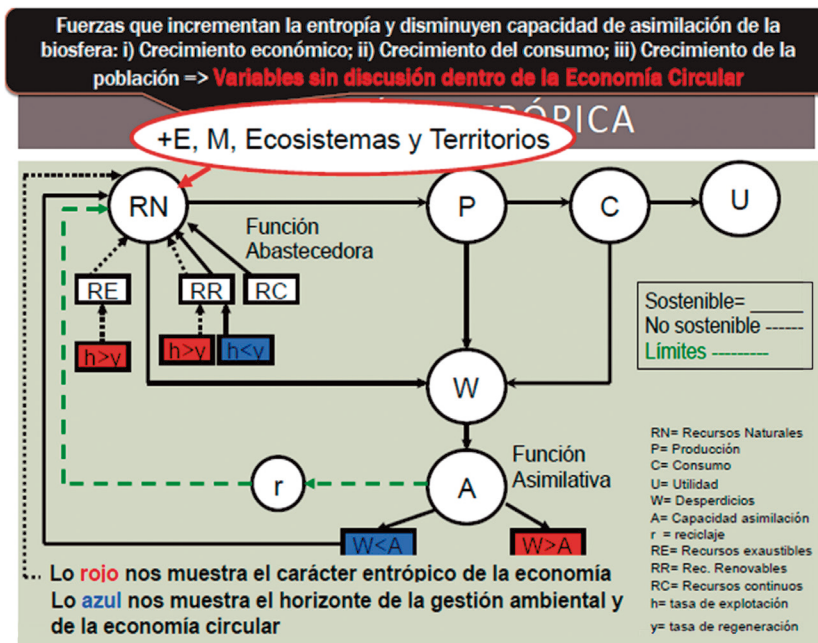 Fuerzas que incrementan la entropía y disminuyen capacidad de asimilación de la
biosfera: i) Crecimiento económico; ii) Crecimiento del consumo; iii) Crecimiento de la
población => Variables sin discusión dentro de la Economía Circular
+E, M, Ecosistemas y Territorios
RN
P
C
U
Función
Abastecedora
RE
RR
RC
h>y
h>y
h<y
Sostenible= _____
No sostenible ------
Límites ---------
W
Función
Asimilativa
r
A
W<A
W>A
RN= Recursos Naturales
P= Producción
C= Consumo
U= Utilidad
W= Desperdicios
A= Capacidad asimilación
r = reciclaje
RE= Recursos exaustibles
RR= Rec. Renovables
RC= Recursos continuos
h= tasa de explotación
y= tasa de regeneración
Lo rojo nos muestra el carácter entrópico de la economía
Lo azul nos muestra el horizonte de la gestión ambiental y
de la economía circular